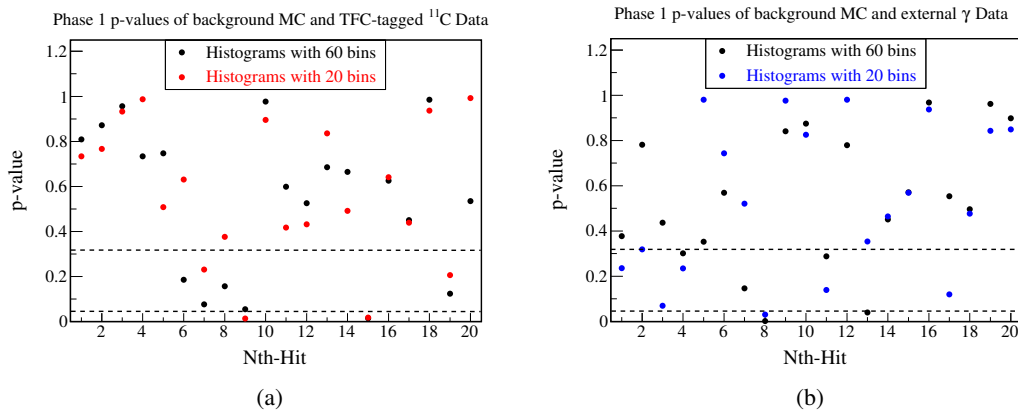 Phase 1 p-values of background MC and TFC-tagged ¹¹C Data
1.2
1
0.8
0.6
0.4
0.2
0
p-value
Histograms with 60 bins
Histograms with 20 bins
2 4 6 8 10 12 14 16 18 20
Nth-Hit
(a)
Phase 1 p-values of background MC and external γ Data
1.2
1
0.8
0.6
0.4
0.2
0
p-value
Histograms with 60 bins
Histograms with 20 bins
2 4 6 8 10 12 14 16 18 20
Nth-Hit
(b)